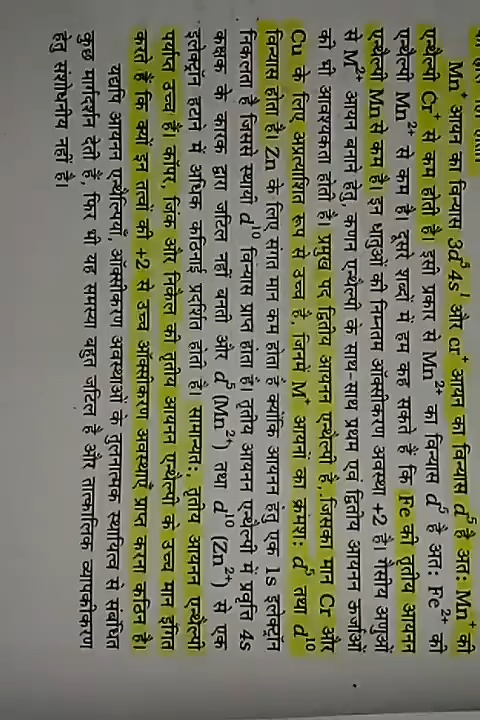 Mn⁺ आयन का विन्यास 3d⁵ 4s¹ और cr⁺ आयन का विन्यास d⁵ है अत: Mn⁺ की
एन्थैल्पी Cr⁺ से कम होती है। इसी प्रकार से Mn²⁺ का विन्यास d⁵ है अत: Fe²⁺ की
एन्थैल्पी Mn²⁺ से कम है। दूसरे शब्दों में हम कह सकते है कि Fe की तृतीय आयनन
एन्थैल्पी Mn से कम है। इन धातुओं की निम्नतम ऑक्सीकरण अवस्था +2 है। गैसीय अणुओं
से M²⁺ आयन बनने हेतु कणन एन्थैल्पी के साथ-साथ प्रथम एवं द्वितीय आयनन ऊर्जाओं
की भी आवश्यकता होती है। प्रमुख पद द्वितीय आयनन एन्थैल्पी है, जिसका मान Cr और
Cu के लिए अप्रत्याशित रूप से उच्च है, जिनमें M⁺ आयनों का क्रमश: d⁵ तथा d¹⁰
विन्यास होता है। Zn के लिए संगत मान कम होता है क्योंकि आयनन हेतु एक 1s इलेक्ट्रॉन
निकलता है जिससे स्थायी d¹⁰ विन्यास प्राप्त होता है। तृतीय आयनन एन्थैल्पी में प्रवृति 4s
कक्षक के कारक द्वारा जटिल नहीं बनती और d⁵ (Mn²⁺) तथा d¹⁰ (Zn²⁺) से एक
इलेक्ट्रॉन हटाने में अधिक कठिनाई प्रदर्शित होती है। सामान्यत:, तृतीय आयनन एन्थैल्पी
पर्याप्त उच्च है। कॉपर, जिंक और निकैल की तृतीय आयनन एन्थैल्पी के उच्च मान इंगित
करते है कि क्यों इन तत्वों की +2 से उच्च ऑक्सीकरण अवस्थाएँ प्राप्त करना कठिन है।
यद्यपि आयनन एन्थैल्पियाँ, ऑक्सीकरण अवस्थाओं के तुलनात्मक स्थायित्व से संबंधित
कुछ मार्गदर्शन देती हैं, फिर भी यह समस्या बहुत जटिल है और तात्कालिक व्यापकीकरण
हेतु संशोधनीय नहीं है।